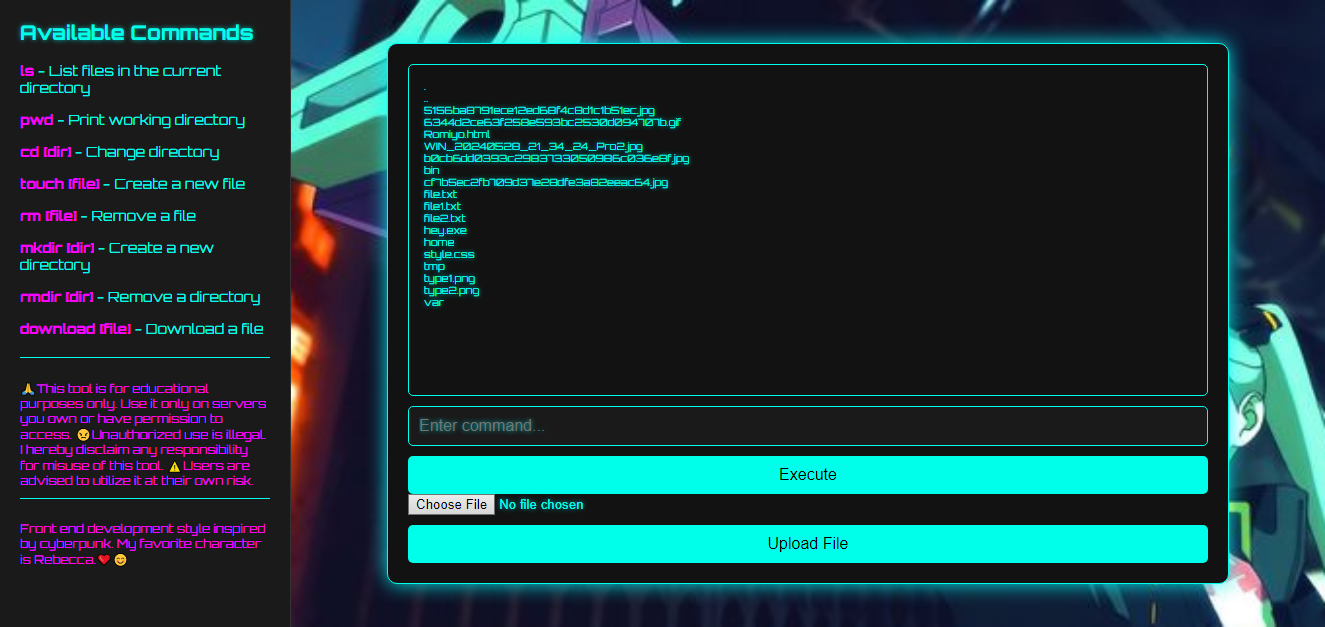 Available Commands
ls - List files in the current
directory
pwd - Print working directory
cd [dir] - Change directory
touch [file] - Create a new file
rm [file] - Remove a file
mkdir [dir] - Create a new
directory
rmdir [dir] - Remove a directory
download [file] - Download a file
🙏This tool is for educational
purposes only. Use it only on servers
you own or have permission to
access. 😠Unauthorized use is illegal.
I hereby disclaim any responsibility
for misuse of this tool. ⚠️Users are
advised to utilize it at their own risk.
Front end development style inspired
by cyberpunk. My favorite character
is Rebecca.❤️ 😊
.
..
5156ba8791ece12ed68f4c8d1c1b51ec.jpg
6344d2ce63f258e593bc2530d094707b.gif
Romiyo.html
WIN_20240528_21_34_24_Pro2.jpg
b0cb6dd0393c2983733050986c036e8f.jpg
bin
cf7b5ec2fb709d37e28dfe3a82eeac64.jpg
file.txt
file1.txt
file2.txt
hey.exe
home
style.css
tmp
type1.png
type2.png
var
Enter command...
Execute
Choose File No file chosen
Upload File